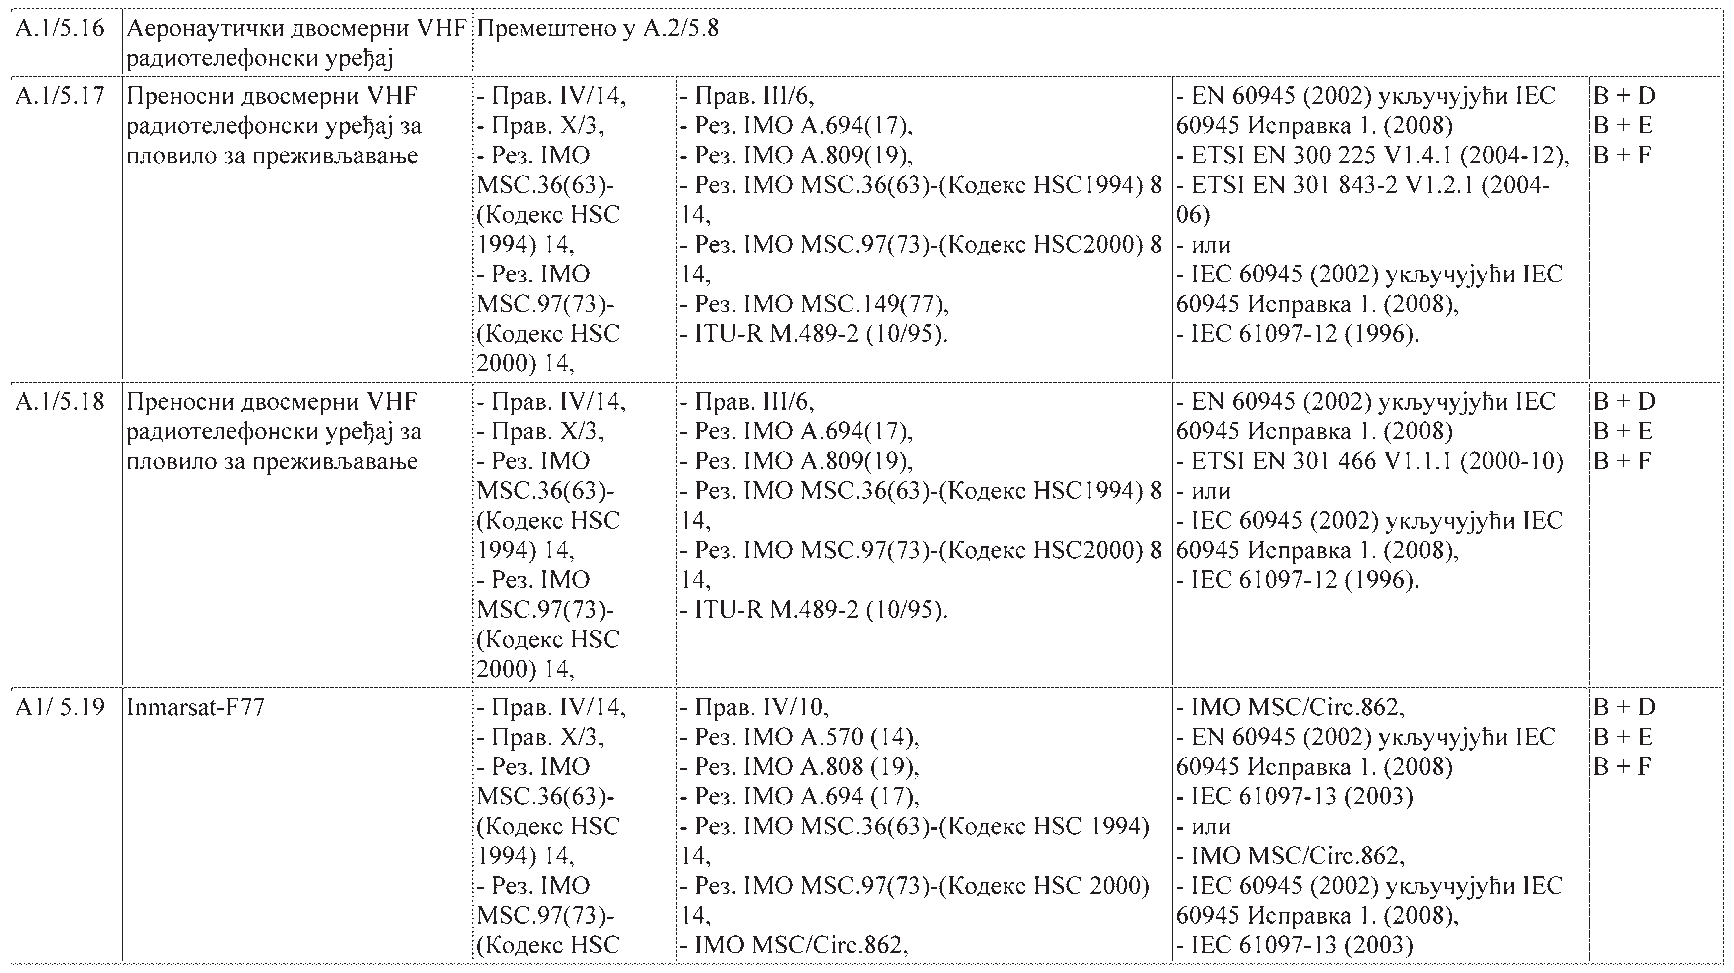 А.1/5.16
Аеронаутички двосмерни VHF
радиотелефонски уређај
Премештено у А.2/5.8
А.1/5.17
Преносни двосмерни VHF
радиотелефонски уређај за
пловило за преживљавање
- Прав. IV/14,
- Прав. X/3,
- Рез. IMO
MSC.36(63)-
(Кодекс HSC
1994) 14,
- Рез. IMO
MSC.97(73)-
(Кодекс HSC
2000) 14,
- Прав. III/6,
- Рез. IMO A.694(17),
- Рез. IMO A.809(19),
- Рез. IMO MSC.36(63)-(Кодекс HSC1994) 8
14,
- Рез. IMO MSC.97(73)-(Кодекс HSC2000) 8
14,
- Рез. IMO MSC.149(77),
- ITU-R M.489-2 (10/95).
- EN 60945 (2002) укључујући IEC
60945 Исправка 1. (2008)
- ETSI EN 300 225 V1.4.1 (2004-12),
- ETSI EN 301 843-2 V1.2.1 (2004-
06)
- или
- IEC 60945 (2002) укључујући IEC
60945 Исправка 1. (2008),
- IEC 61097-12 (1996).
B + D
B + E
B + F
А.1/5.18
Преносни двосмерни VHF
радиотелефонски уређај за
пловило за преживљавање
- Прав. IV/14,
- Прав. X/3,
- Рез. IMO
MSC.36(63)-
(Кодекс HSC
1994) 14,
- Рез. IMO
MSC.97(73)-
(Кодекс HSC
2000) 14,
- Прав. III/6,
- Рез. IMO A.694(17),
- Рез. IMO A.809(19),
- Рез. IMO MSC.36(63)-(Кодекс HSC1994) 8
14,
- Рез. IMO MSC.97(73)-(Кодекс HSC2000) 8
14,
- ITU-R M.489-2 (10/95).
- EN 60945 (2002) укључујући IEC
60945 Исправка 1. (2008)
- ETSI EN 301 466 V1.1.1 (2000-10)
- или
- IEC 60945 (2002) укључујући IEC
60945 Исправка 1. (2008),
- IEC 61097-12 (1996).
B + D
B + E
B + F
А1/ 5.19
Inmarsat-F77
- Прав. IV/14,
- Прав. X/3,
- Рез. IMO
MSC.36(63)-
(Кодекс HSC
1994) 14,
- Рез. IMO
MSC.97(73)-
(Кодекс HSC
- Прав. IV/10,
- Рез. IMO A.570 (14),
- Рез. IMO A.808 (19),
- Рез. IMO A.694 (17),
- Рез. IMO MSC.36(63)-(Кодекс HSC 1994)
14,
- Рез. IMO MSC.97(73)-(Кодекс HSC 2000)
14,
- IMO MSC/Circ.862,
- IMO MSC/Circ.862,
- EN 60945 (2002) укључујући IEC
60945 Исправка 1. (2008)
- IEC 61097-13 (2003)
- или
- IMO MSC/Circ.862,
- IEC 60945 (2002) укључујући IEC
60945 Исправка 1. (2008),
- IEC 61097-13 (2003)
B + D
B + E
B + F